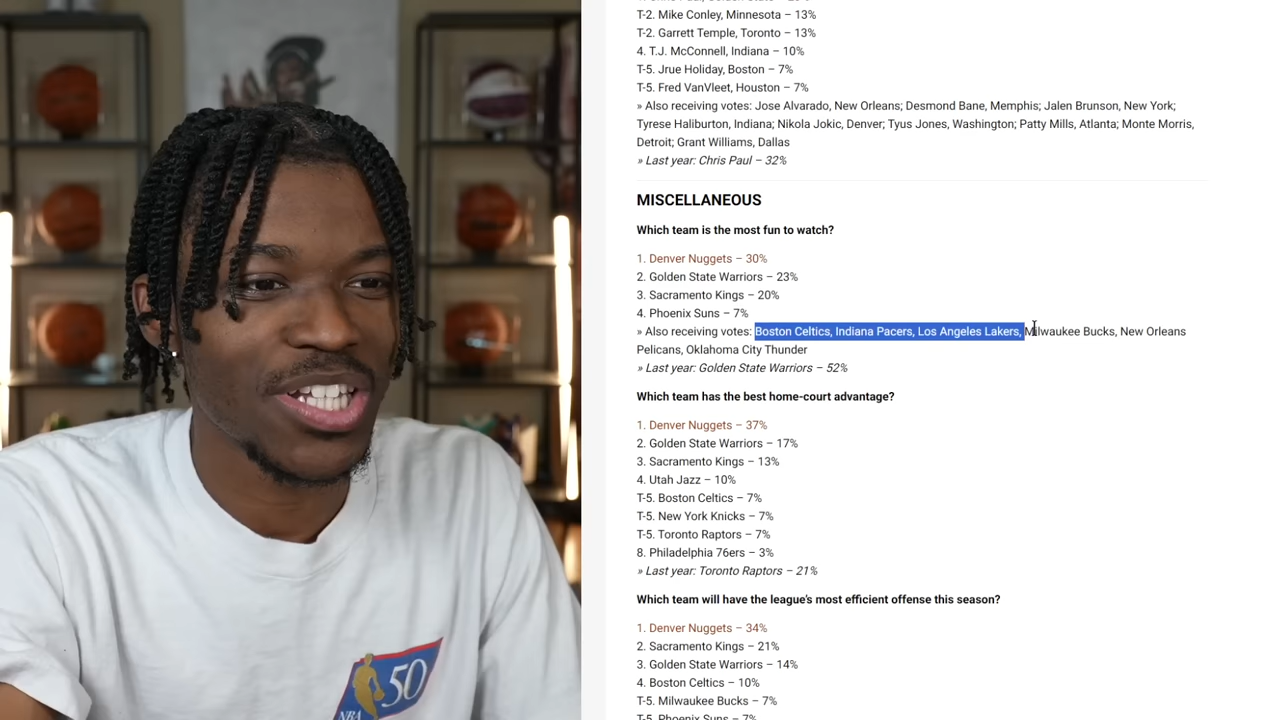 T-2. Mike Conley, Minnesota – 13%
T-2. Garrett Temple, Toronto – 13%
4. T.J. McConnell, Indiana – 10%
T-5. Jrue Holiday, Boston – 7%
T-5. Fred VanVleet, Houston – 7%
» Also receiving votes: Jose Alvarado, New Orleans; Desmond Bane, Memphis; Jalen Brunson, New York;
Tyrese Haliburton, Indiana; Nikola Jokic, Denver; Tyus Jones, Washington; Patty Mills, Atlanta; Monte Morris,
Detroit; Grant Williams, Dallas
» Last year: Chris Paul – 32%
MISCELLANEOUS
Which team is the most fun to watch?
1. Denver Nuggets – 30%
2. Golden State Warriors – 23%
3. Sacramento Kings – 20%
4. Phoenix Suns – 7%
» Also receiving votes: Boston Celtics, Indiana Pacers, Los Angeles Lakers, Milwaukee Bucks, New Orleans
Pelicans, Oklahoma City Thunder
» Last year: Golden State Warriors – 52%
Which team has the best home-court advantage?
1. Denver Nuggets – 37%
2. Golden State Warriors – 17%
3. Sacramento Kings – 13%
4. Utah Jazz – 10%
T-5. Boston Celtics – 7%
T-5. New York Knicks – 7%
T-5. Toronto Raptors – 7%
8. Philadelphia 76ers – 3%
» Last year: Toronto Raptors – 21%
Which team will have the league's most efficient offense this season?
1. Denver Nuggets – 34%
2. Sacramento Kings – 21%
3. Golden State Warriors – 14%
4. Boston Celtics – 10%
T-5. Milwaukee Bucks – 7%
T-5. Phoenix Suns – 7%
50
NBA